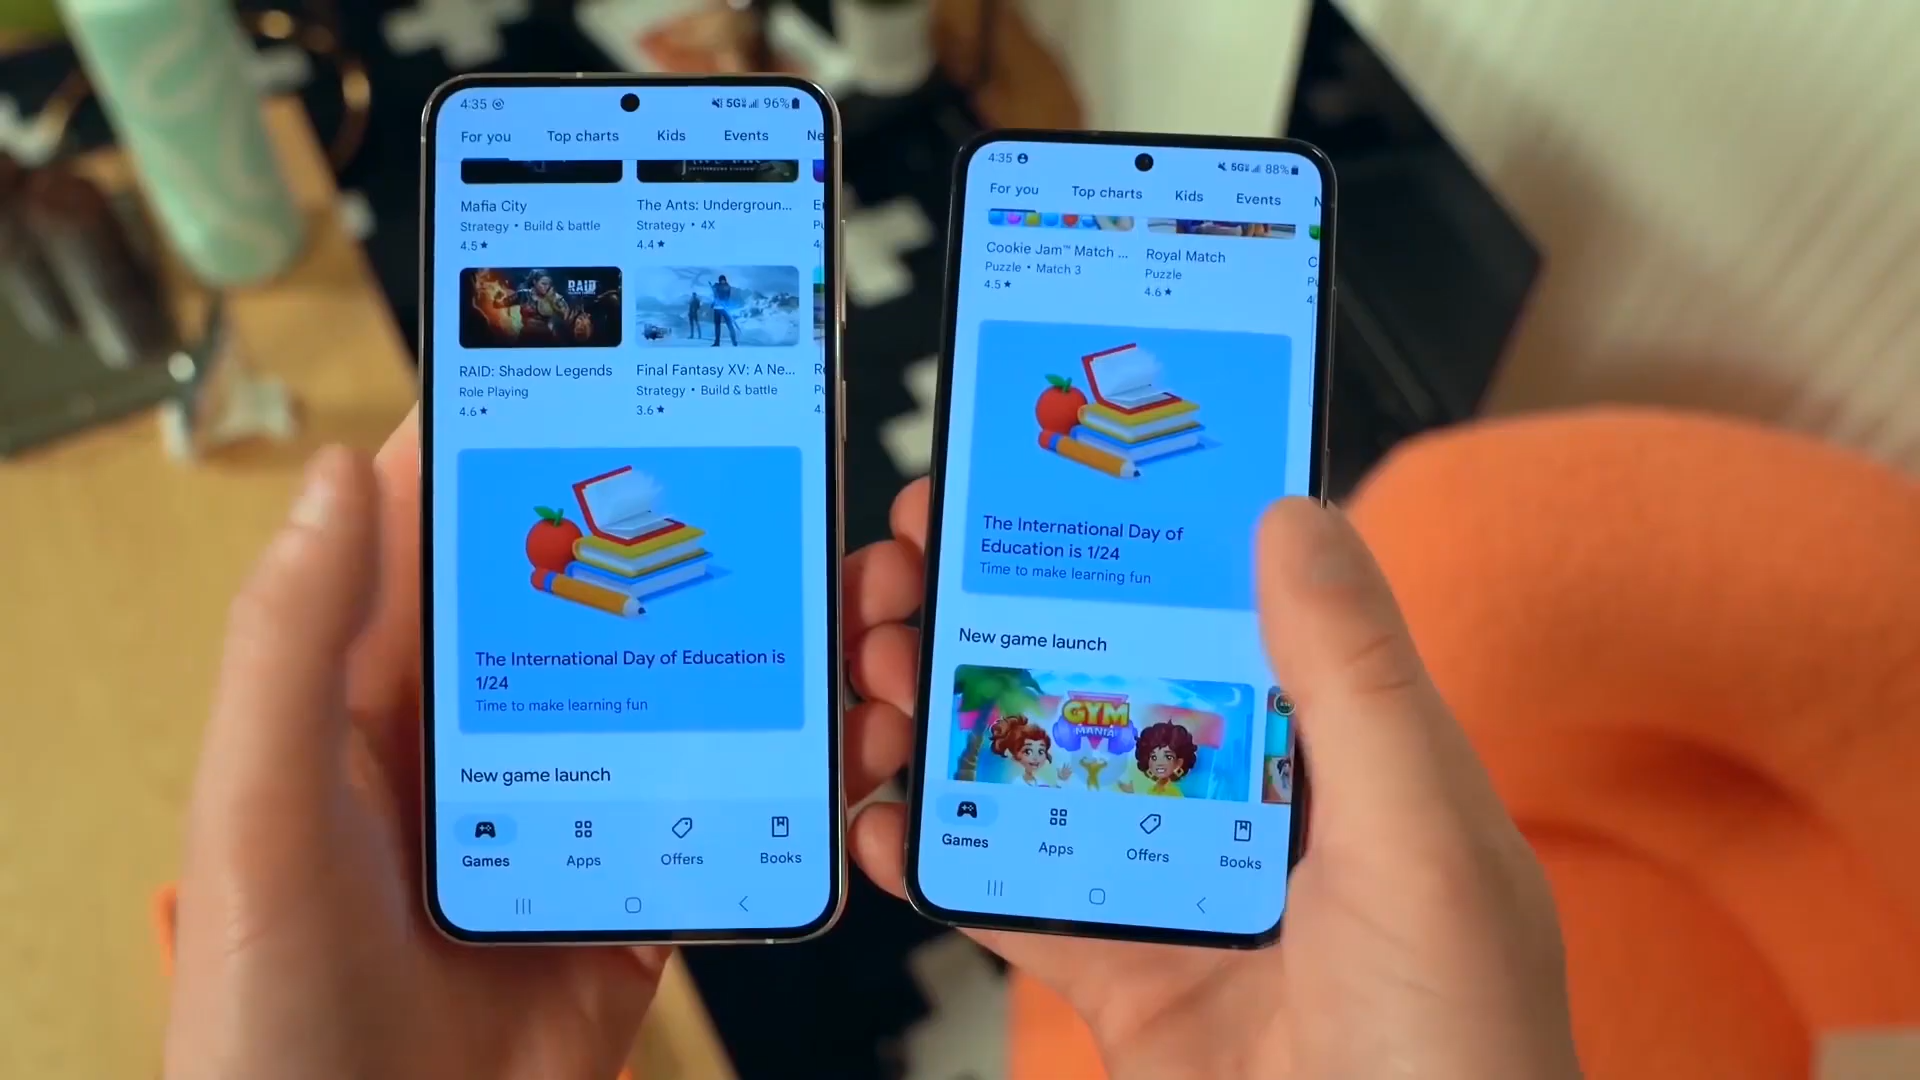 4:35
5G
96%
For you
Top charts
Kids
Events
Ne
Mafia City
Strategy • Build & battle
4.5★
The Ants: Undergroun...
Strategy • 4X
4.4★
RAID
RAID: Shadow Legends
Role Playing
4.6★
Final Fantasy XV: A Ne...
Strategy • Build & battle
3.6★
The International Day of Education is
1/24
Time to make learning fun
New game launch
Games
Apps
Offers
Books
4:35
5G
88%
For you
Top charts
Kids
Events
Cookie Jam™ Match ...
Puzzle • Match 3
4.5★
Royal Match
Puzzle
4.6★
The International Day of
Education is 1/24
Time to make learning fun
New game launch
GYM
MANIA
Games
Apps
Offers
Books